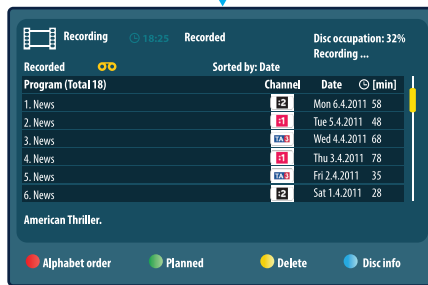 Recording 18:25 Recorded Disc occupation: 32%
Recording ...
Recorded Sorted by: Date
Program (Total 18) Channel Date [min]
1. News :2 Mon 6.4.2011 58
2. News :1 Tue 5.4.2011 48
3. News TA3 Wed 4.4.2011 68
4. News :1 Thu 3.4.2011 78
5. News TA3 Fri 2.4.2011 35
6. News :2 Sat 1.4.2011 28
American Thriller.
Alphabet order Planned Delete Disc info